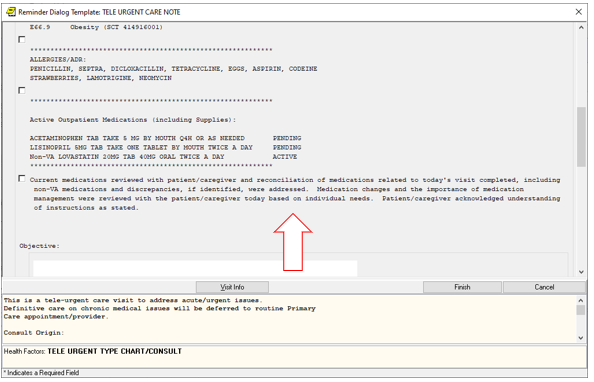 Reminder Dialog Template: TELE URGENT CARE NOTE
E66.9 Obesity (SCT 414916001)
************************************************************
ALLERGIES/ADR:
PENICILLIN, SEPTRA, DICLOXACILLIN, TETRACYCLINE, EGGS, ASPIRIN, CODEINE
STRAWBERRIES, LAMOTRIGINE, NEOMYCIN
************************************************************
Active Outpatient Medications (including Supplies):
ACETAMINOPHEN TAB TAKE 5 MG BY MOUTH Q4H OR AS NEEDED PENDING
LISINOPRIL 5MG TAB TAKE ONE TABLET BY MOUTH TWICE A DAY PENDING
Non-VA LOVASTATIN 20MG TAB 40MG ORAL TWICE A DAY ACTIVE
************************************************************
Current medications reviewed with patient/caregiver and reconciliation of medications related to today's visit completed, including
non-VA medications and discrepancies, if identified, were addressed. Medication changes and the importance of medication
management were reviewed with the patient/caregiver today based on individual needs. Patient/caregiver acknowledged understanding
of instructions as stated.
Objective:
Visit Info
Finish
Cancel
This is a tele-urgent care visit to address acute/urgent issues.
Definitive care on chronic medical issues will be deferred to routine Primary
Care appointment/provider.
Consult Origin:
Health Factors: TELE URGENT TYPE CHART/CONSULT
* Indicates a Required Field